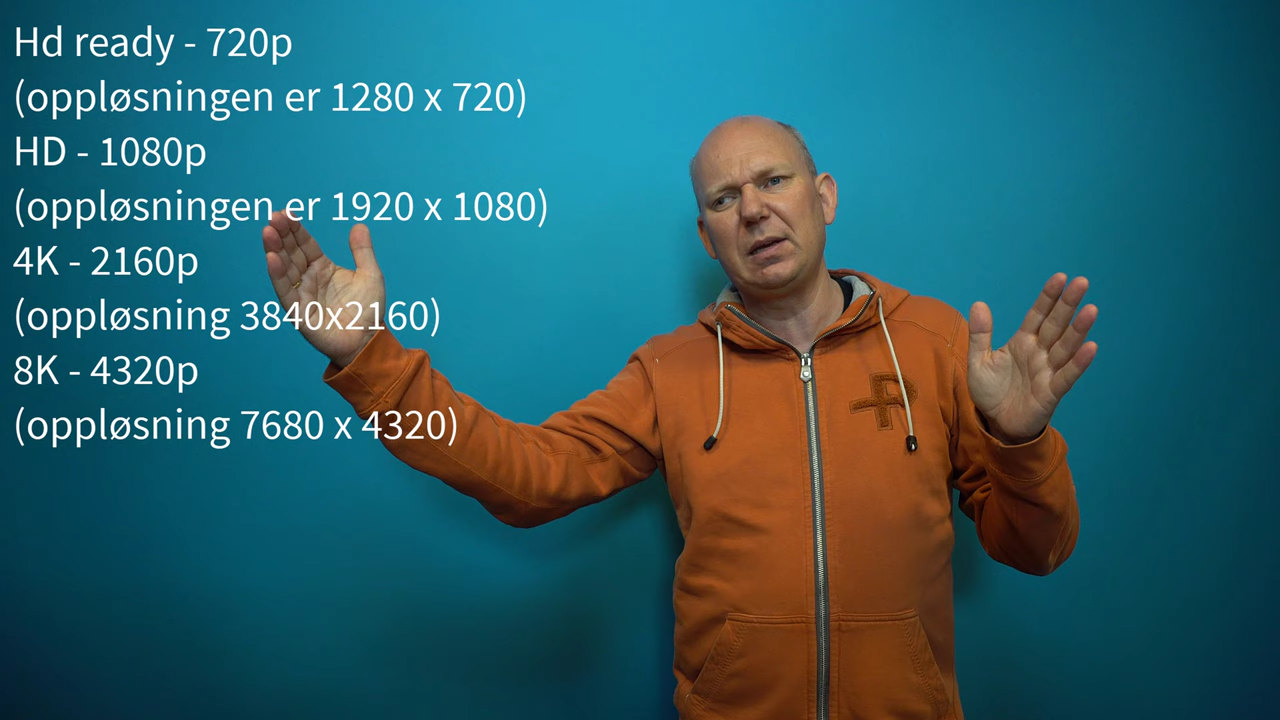 Hd ready - 720p
(oppløsningen er 1280 x 720)
HD - 1080p
(oppløsningen er 1920 x 1080)
4K - 2160p
(oppløsning 3840x2160)
8K - 4320p
(oppløsning 7680 x 4320)